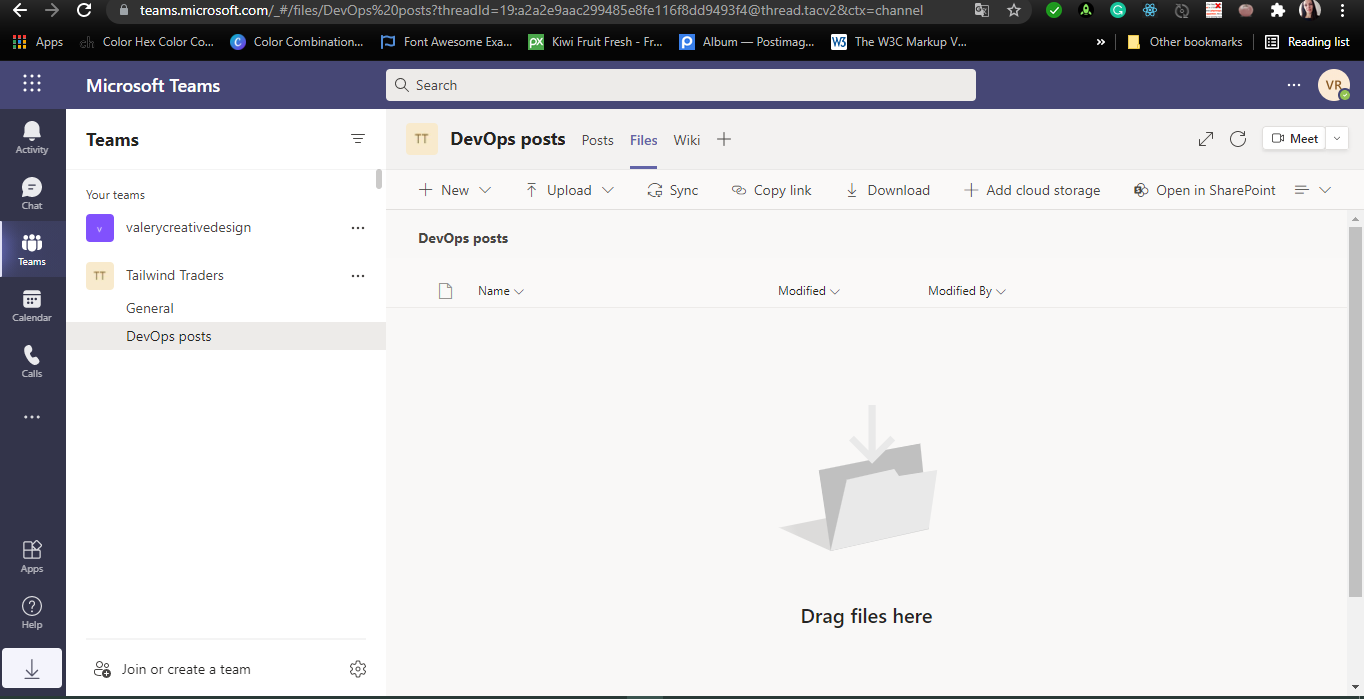 teams.microsoft.com/_#/files/DevOps%20posts?threadId=19:a2a2e9aac299485e8fe116f8dd9493f4@thread.tacv2&ctx=channel
Apps ch Color Hex Color Co... C Color Combination... Font Awesome Exa... px Kiwi Fruit Fresh - Fr... P Album — Postimag... W3 The W3C Markup V... » Other bookmarks Reading list
Microsoft Teams Search ... VR
Activity
Chat
Teams
Calendar
Calls
...
Apps
Help
Teams
Your teams
v valerycreativedesign ...
TT Tailwind Traders ...
General
DevOps posts
Join or create a team
TT DevOps posts Posts Files Wiki + Meet
+ New Upload Sync Copy link Download + Add cloud storage Open in SharePoint
DevOps posts
Name Modified Modified By
Drag files here